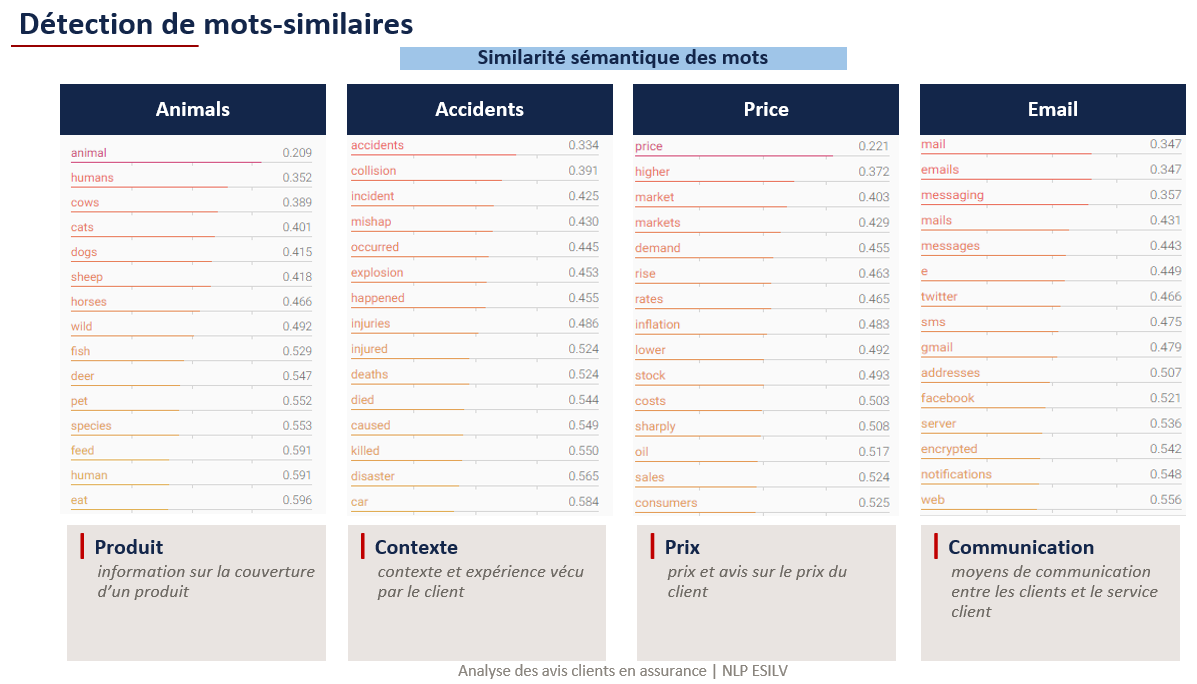 Détection de mots-similaires
Similarité sémantique des mots
Animals
animal 0.209
humans 0.352
cows 0.389
cats 0.401
dogs 0.415
sheep 0.418
horses 0.466
wild 0.492
fish 0.529
deer 0.547
pet 0.552
species 0.553
feed 0.591
human 0.591
eat 0.596
Produit
information sur la couverture
d’un produit
Accidents
accidents 0.334
collision 0.391
incident 0.425
mishap 0.430
occurred 0.445
explosion 0.453
happened 0.455
injuries 0.486
injured 0.524
deaths 0.524
died 0.544
caused 0.549
killed 0.550
disaster 0.565
car 0.584
Contexte
contexte et expérience vécu
par le client
Price
price 0.221
higher 0.372
market 0.403
markets 0.429
demand 0.455
rise 0.463
rates 0.465
inflation 0.483
lower 0.492
stock 0.493
costs 0.503
sharply 0.508
oil 0.517
sales 0.524
consumers 0.525
Prix
prix et avis sur le prix du
client
Email
mail 0.347
emails 0.347
messaging 0.357
mails 0.431
messages 0.443
e 0.449
twitter 0.466
sms 0.475
gmail 0.479
addresses 0.507
facebook 0.521
server 0.536
encrypted 0.542
notifications 0.548
web 0.556
Communication
moyens de communication
entre les clients et le service
client
Analyse des avis clients en assurance | NLP ESILV